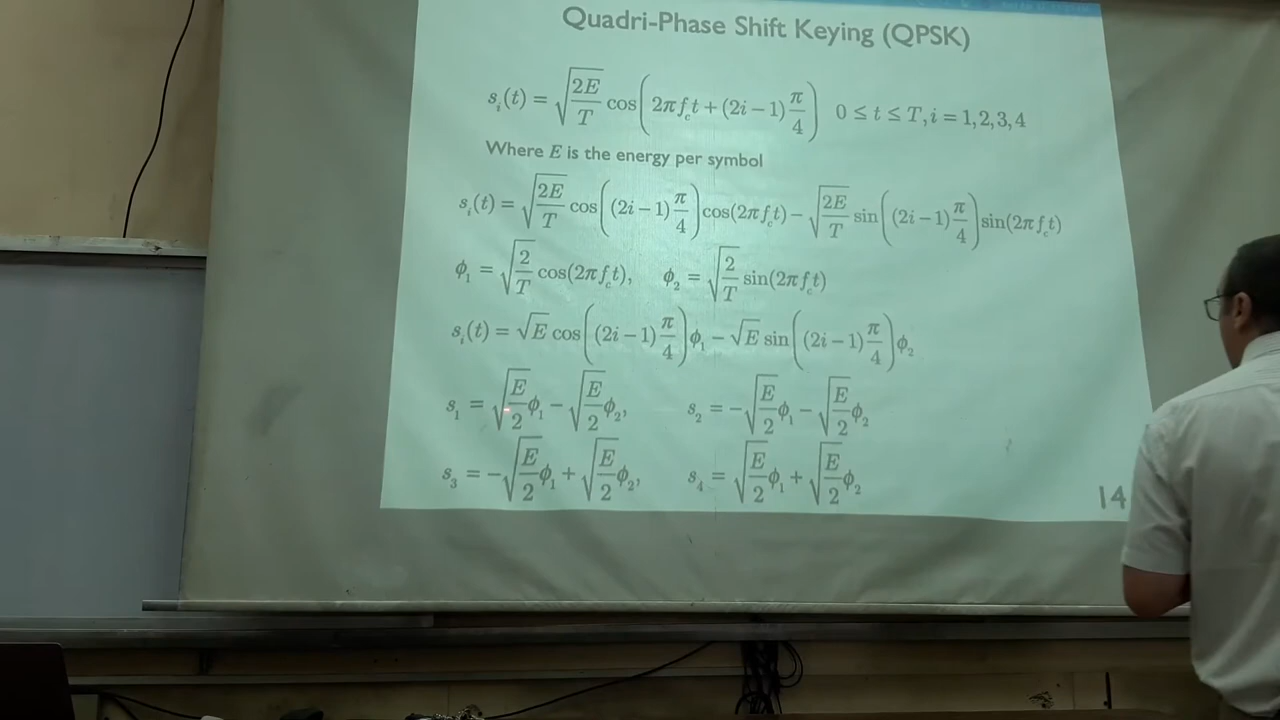 Quadri-Phase Shift Keying (QPSK)
s_i(t) = √(2E/T) cos(2πf_c t + (2i − 1) π/4) 0 ≤ t ≤ T, i = 1,2,3,4
Where E is the energy per symbol
s_i(t) = √(2E/T) cos((2i − 1) π/4) cos(2πf_c t) − √(2E/T) sin((2i − 1) π/4) sin(2πf_c t)
ϕ_1 = √(2/T) cos(2πf_c t), ϕ_2 = √(2/T) sin(2πf_c t)
s_i(t) = √E cos((2i − 1) π/4) ϕ_1 − √E sin((2i − 1) π/4) ϕ_2
s_1 = √(E/2) ϕ_1 − √(E/2) ϕ_2, s_2 = −√(E/2) ϕ_1 − √(E/2) ϕ_2
s_3 = −√(E/2) ϕ_1 + √(E/2) ϕ_2, s_4 = √(E/2) ϕ_1 + √(E/2) ϕ_2
14